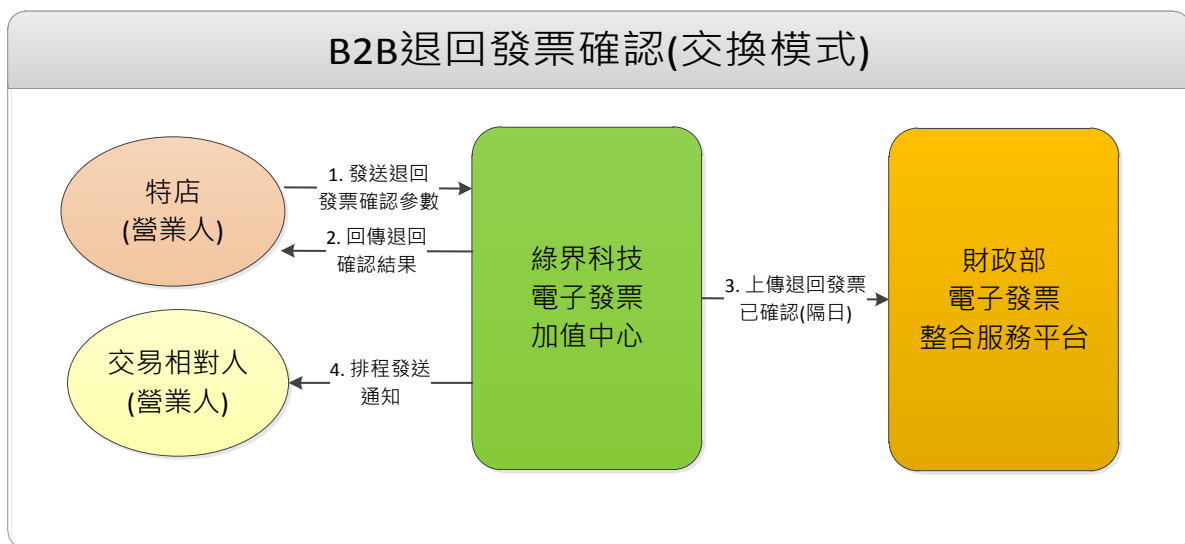 B2B退回發票確認(交換模式)
特店
(營業人)
1. 發送退回
發票確認參數
2. 回傳退回
確認結果
綠界科技
電子發票
加值中心
3. 上傳退回發票
已確認(隔日)
財政部
電子發票
整合服務平台
交易相對人
(營業人)
4. 排程發送
通知